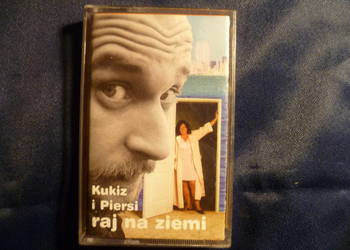 Kukiz
i Piersi
raj na ziemi